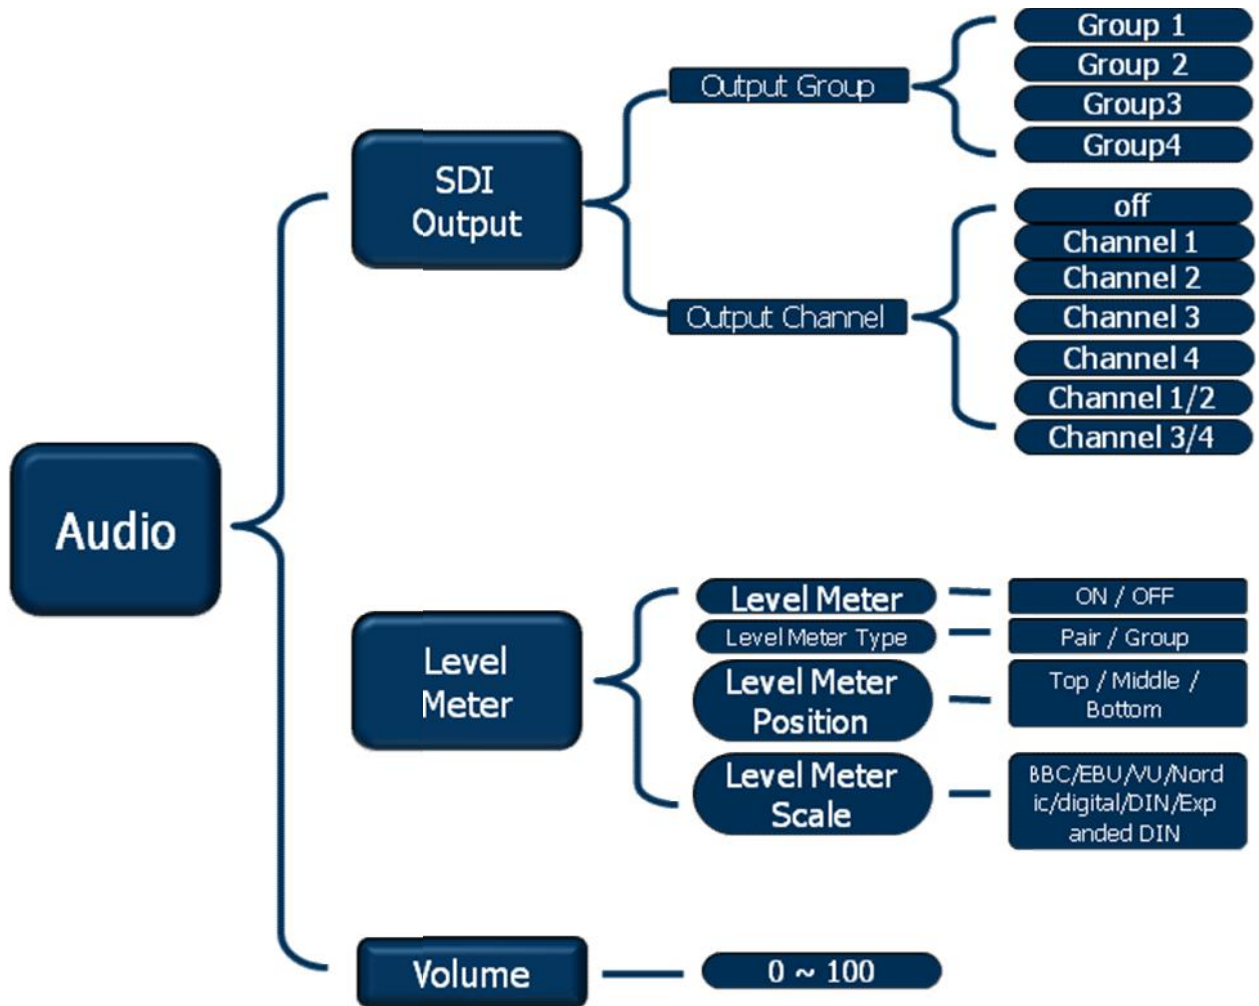 Audio
SDI
Output
Output Group
Group 1
Group 2
Group3
Group4
Output Channel
off
Channel 1
Channel 2
Channel 3
Channel 4
Channel 1/2
Channel 3/4
Level
Meter
Level Meter
ON / OFF
Level Meter Type
Pair / Group
Level Meter
Position
Top / Middle /
Bottom
Level Meter
Scale
BBC/EBU/VU/Nord
ic/digital/DIN/Exp
anded DIN
Volume
0 ~ 100